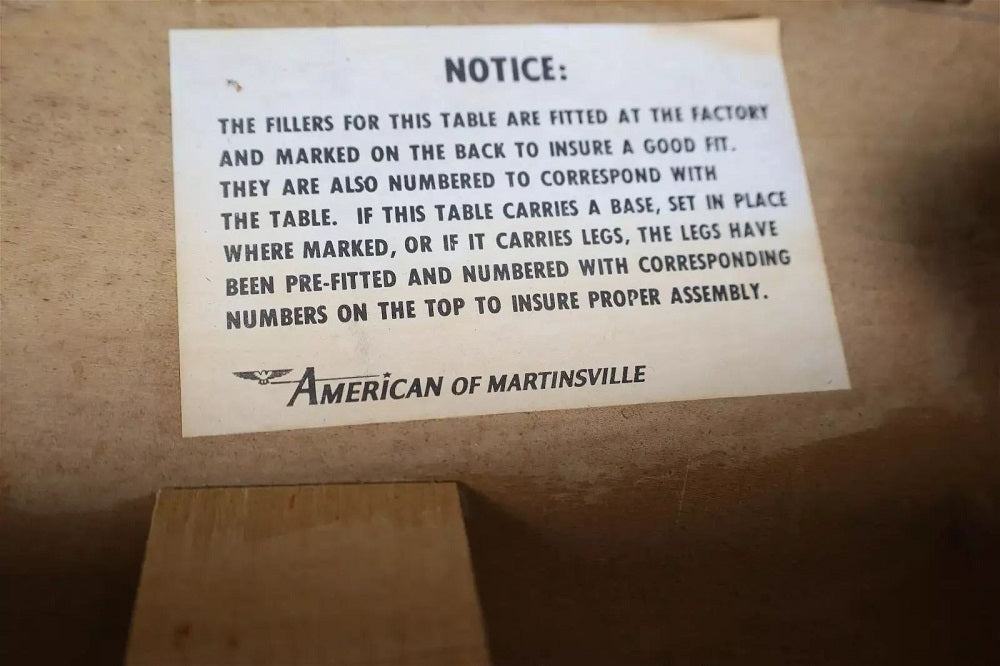 NOTICE:
THE FILLERS FOR THIS TABLE ARE FITTED AT THE FACTORY
AND MARKED ON THE BACK TO INSURE A GOOD FIT.
THEY ARE ALSO NUMBERED TO CORRESPOND WITH
THE TABLE. IF THIS TABLE CARRIES A BASE, SET IN PLACE
WHERE MARKED, OR IF IT CARRIES LEGS, THE LEGS HAVE
BEEN PRE-FITTED AND NUMBERED WITH CORRESPONDING
NUMBERS ON THE TOP TO INSURE PROPER ASSEMBLY.
AMERICAN OF MARTINSVILLE